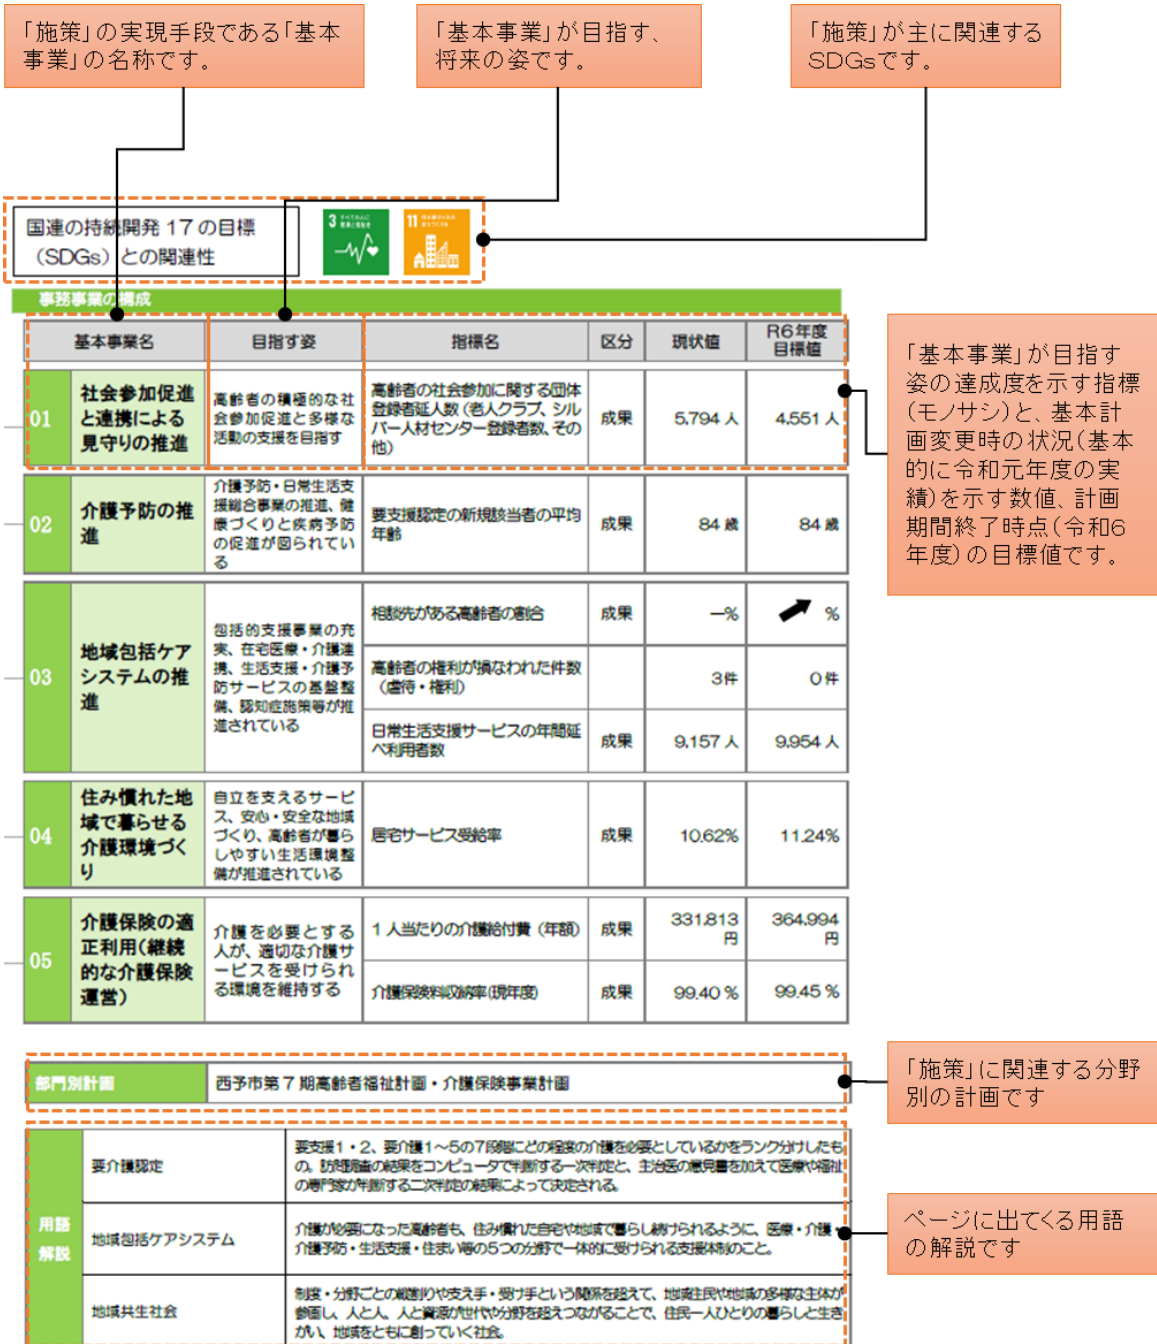 「施策」の実現手段である「基本
事業」の名称です。
「基本事業」が目指す、
将来の姿です。
「施策」が主に関連する
SDGsです。
国連の持続開発 17 の目標
（SDGs）との関連性
3 すべての人に
健康と福祉を
11 住み続けられる
まちづくりを
事務事業の構成
基本事業名
目指す姿
指標名
区分
現状値
R6年度
目標値
01
社会参加促進
と連携による
見守りの推進
高齢者の積極的な社
会参加促進と多様な
活動の支援を目指す
高齢者の社会参加に関する団体
登録者延人数（老人クラブ、シル
バー人材センター登録者数、その
他）
成果
5,794 人
4,551 人
「基本事業」が目指す
姿の達成度を示す指標
（モノサシ）と、基本計
画変更時の状況（基本
的に令和元年度の実
績）を示す数値、計画
期間終了時点（令和6
年度）の目標値です。
02
介護予防の推
進
介護予防・日常生活支
援総合事業の推進、健
康づくりと疾病予防
の促進が図られてい
る
要支援認定の新規該当者の平均
年齢
成果
84 歳
84 歳
03
地域包括ケア
システムの推
進
包括的支援事業の充
実、在宅医療・介護連
携、生活支援・介護予
防サービスの基盤整
備、認知症施策等が推
進されている
相談先がある高齢者の割合
成果
—%
%
高齢者の権利が損なわれた件数
（虐待・権利）
3件
0件
日常生活支援サービスの年間延
べ利用者数
成果
9,157 人
9,954 人
04
住み慣れた地
域で暮らせる
介護環境づく
り
自立を支えるサービ
ス、安心・安全な地域
づくり、高齢者が暮ら
しやすい生活環境整
備が推進されている
居宅サービス受給率
成果
10.62%
11.24%
05
介護保険の適
正利用（継続
的な介護保険
運営）
介護を必要とする
人が、適切な介護サ
ービスを受けられ
る環境を維持する
1 人当たりの介護給付費（年額）
成果
331,813
円
364,994
円
介護保険料収納率（現年度）
成果
99.40 %
99.45 %
部門別計画
西予市第 7 期高齢者福祉計画・介護保険事業計画
「施策」に関連する分野
別の計画です
用語
解説
要介護認定
要支援1・2、要介護1～5の7段階にどの程度の介護を必要としているかをランク分けしたも
の。訪問調査の結果をコンピュータで判断する一次判定と、主治医の意見書を加えて医療や福祉
の専門家が判断する二次判定の結果によって決定される。
地域包括ケアシステム
介護が必要になった高齢者も、住み慣れた自宅や地域で暮らし続けられるように、医療・介護・
介護予防・生活支援・住まい等の5つの分野で一体的に受けられる支援体制のこと。
ページに出てくる用語
の解説です
地域共生社会
制度・分野ごとの縦割りや支え手・受け手という関係を超えて、地域住民や地域の多様な主体が
参画し、人と人、人と資源が世代や分野を超えつながることで、住民一人ひとりの暮らしと生き
がい、地域をともに創っていく社会。